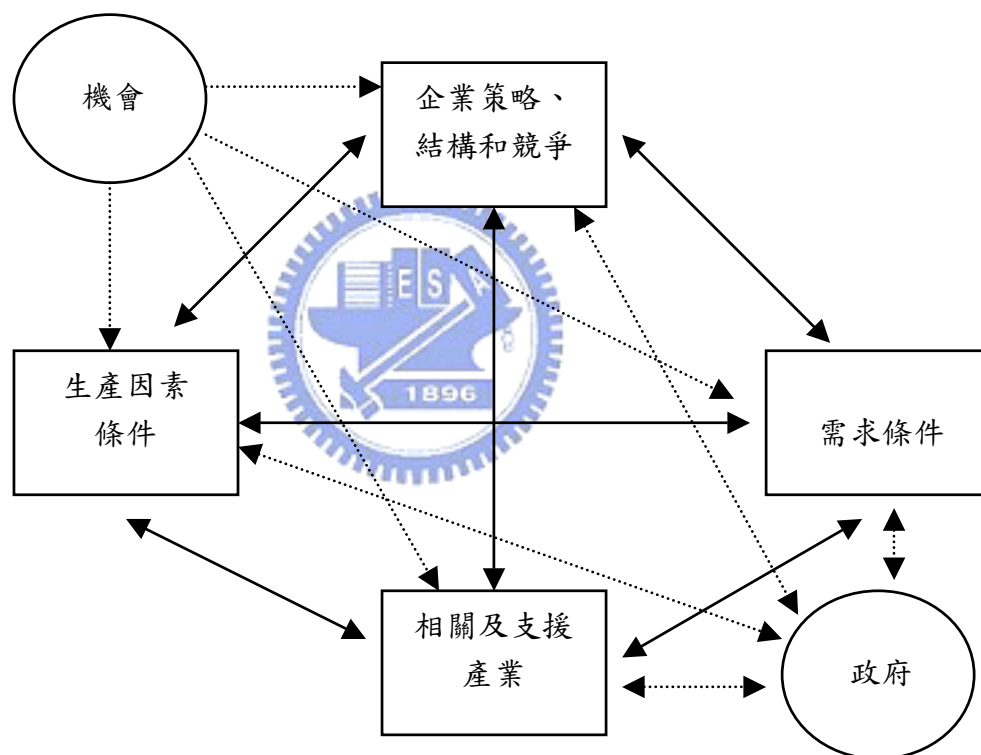 機會
企業策略、
結構和競爭
E S A
1896
生產因素
條件
需求條件
相關及支援
產業
政府